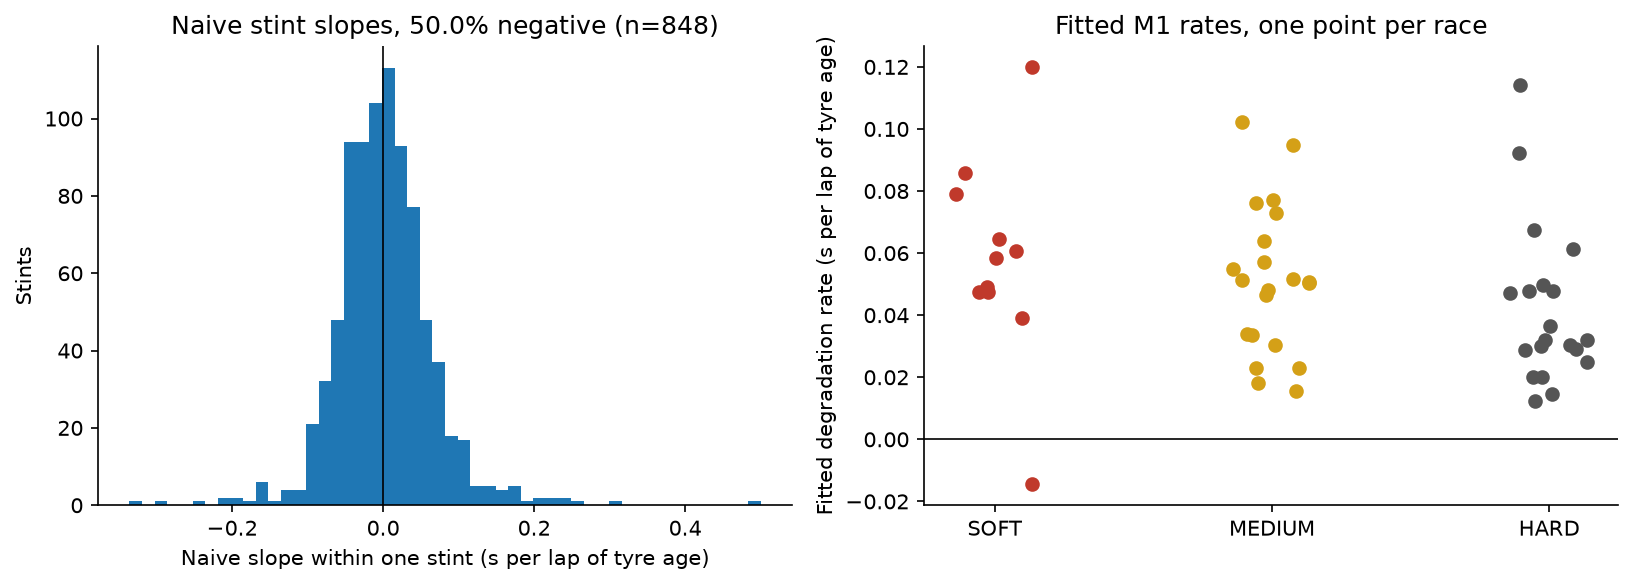 Naive stint slopes, 50.0% negative (n=848)
Stints
100
80
60
40
20
0
−0.2
0.0
0.2
0.4
Naive slope within one stint (s per lap of tyre age)
Fitted M1 rates, one point per race
Fitted degradation rate (s per lap of tyre age)
0.12
0.10
0.08
0.06
0.04
0.02
0.00
−0.02
SOFT
MEDIUM
HARD